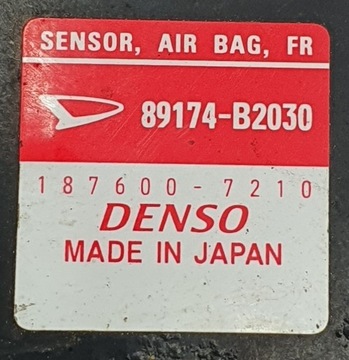 SENSOR, AIR BAG, FR
89174-B2030
187600-7210
DENSO
MADE IN JAPAN